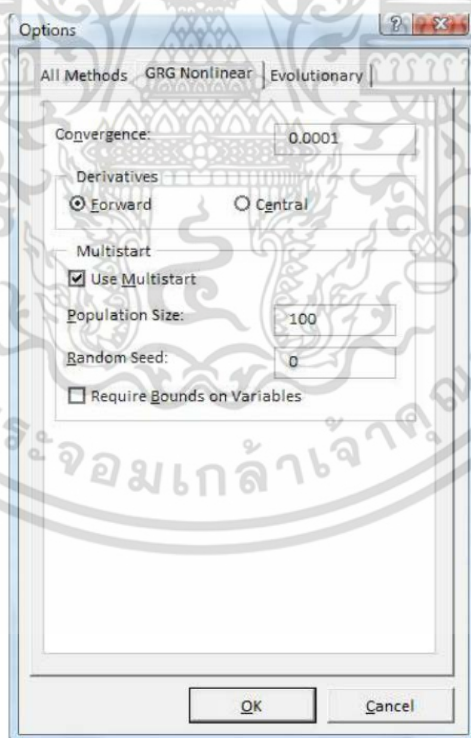 Options
All Methods GRG Nonlinear Evolutionary
Convergence: 0.0001
Derivatives
Forward Central
Multistart
Use Multistart
Population Size: 100
Random Seed: 0
Require Bounds on Variables
OK Cancel